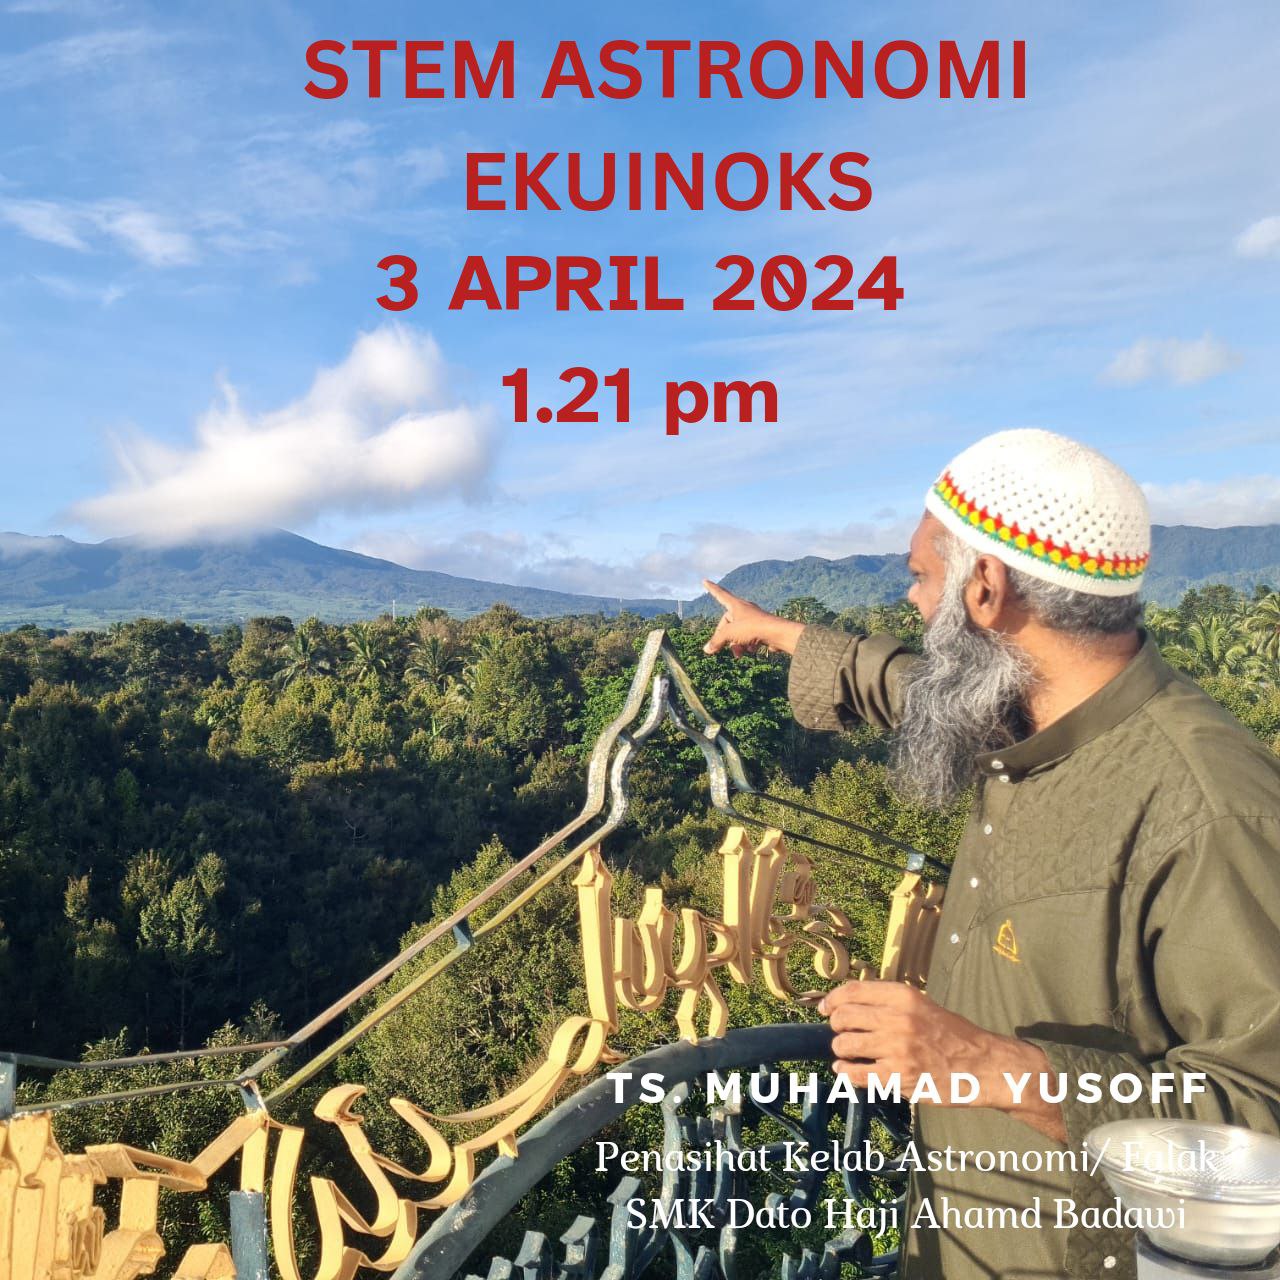 STEM ASTRONOMI
EKUINOKS
3 APRIL 2024
1.21 pm
TS. MUHAMAD YUSOFF
Penasihat Kelab Astronomi/ Falak
SMK Dato Haji Ahamd Badawi